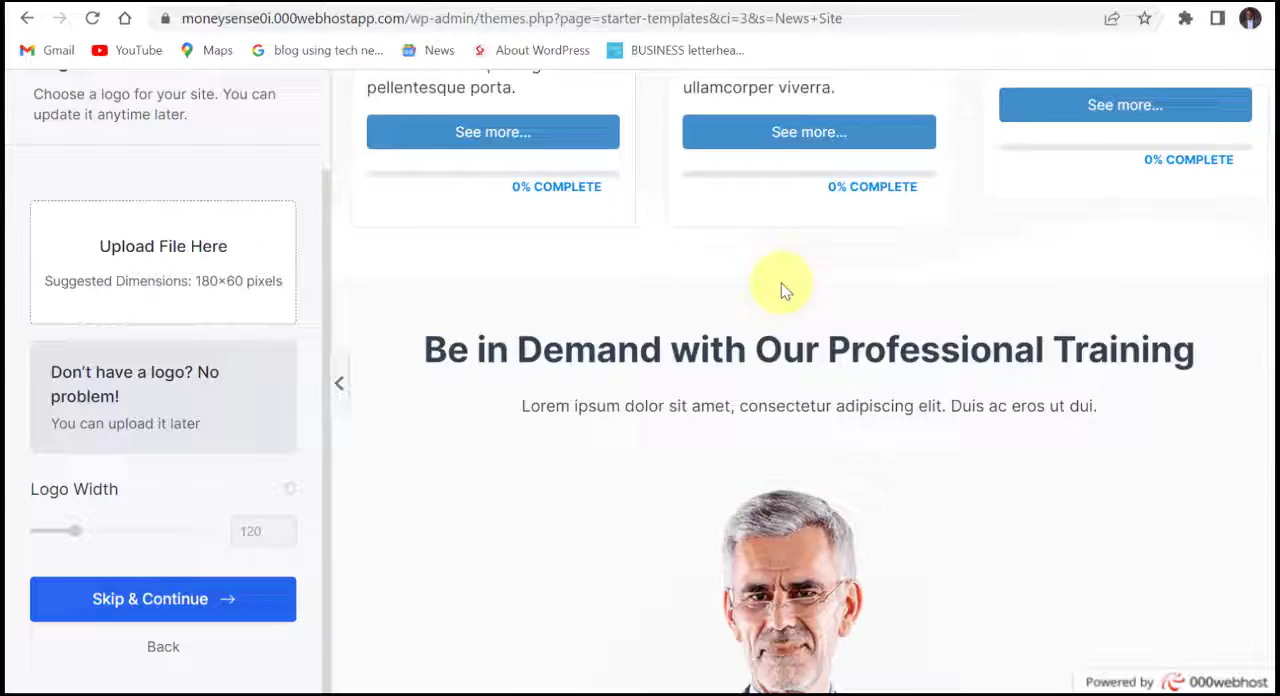 moneysense0i.000webhostapp.com/wp-admin/themes.php?page=starter-templates&ci=3&s=News+Site
Gmail
YouTube
Maps
blog using tech ne...
News
About WordPress
BUSINESS letterhea...
Choose a logo for your site. You can
update it anytime later.
Upload File Here
Suggested Dimensions: 180×60 pixels
Don't have a logo? No
problem!
You can upload it later
Logo Width
120
Skip & Continue →
Back
pellentesque porta.
See more...
0% COMPLETE
ullamcorper viverra.
See more...
0% COMPLETE
See more...
0% COMPLETE
Be in Demand with Our Professional Training
Lorem ipsum dolor sit amet, consectetur adipiscing elit. Duis ac eros ut dui.
Powered by 000webhost